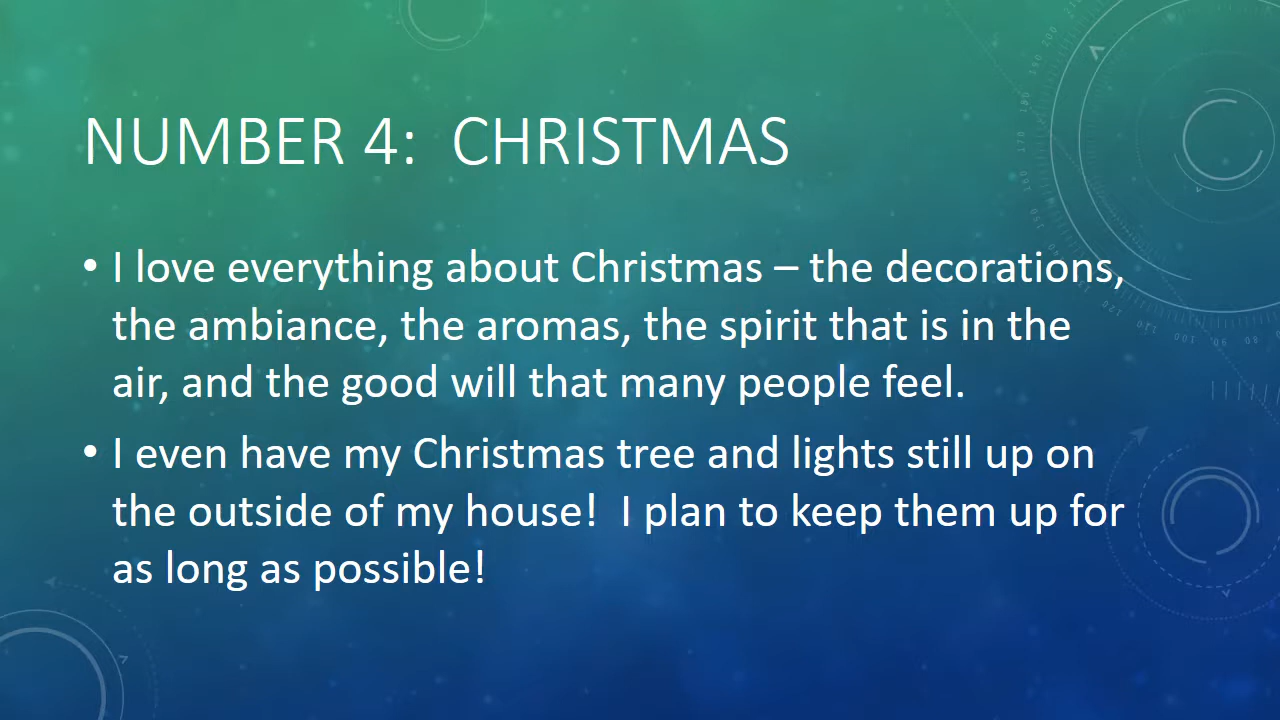 NUMBER 4:  CHRISTMAS
• I love everything about Christmas – the decorations,
the ambiance, the aromas, the spirit that is in the
air, and the good will that many people feel.
• I even have my Christmas tree and lights still up on
the outside of my house!  I plan to keep them up for
as long as possible!